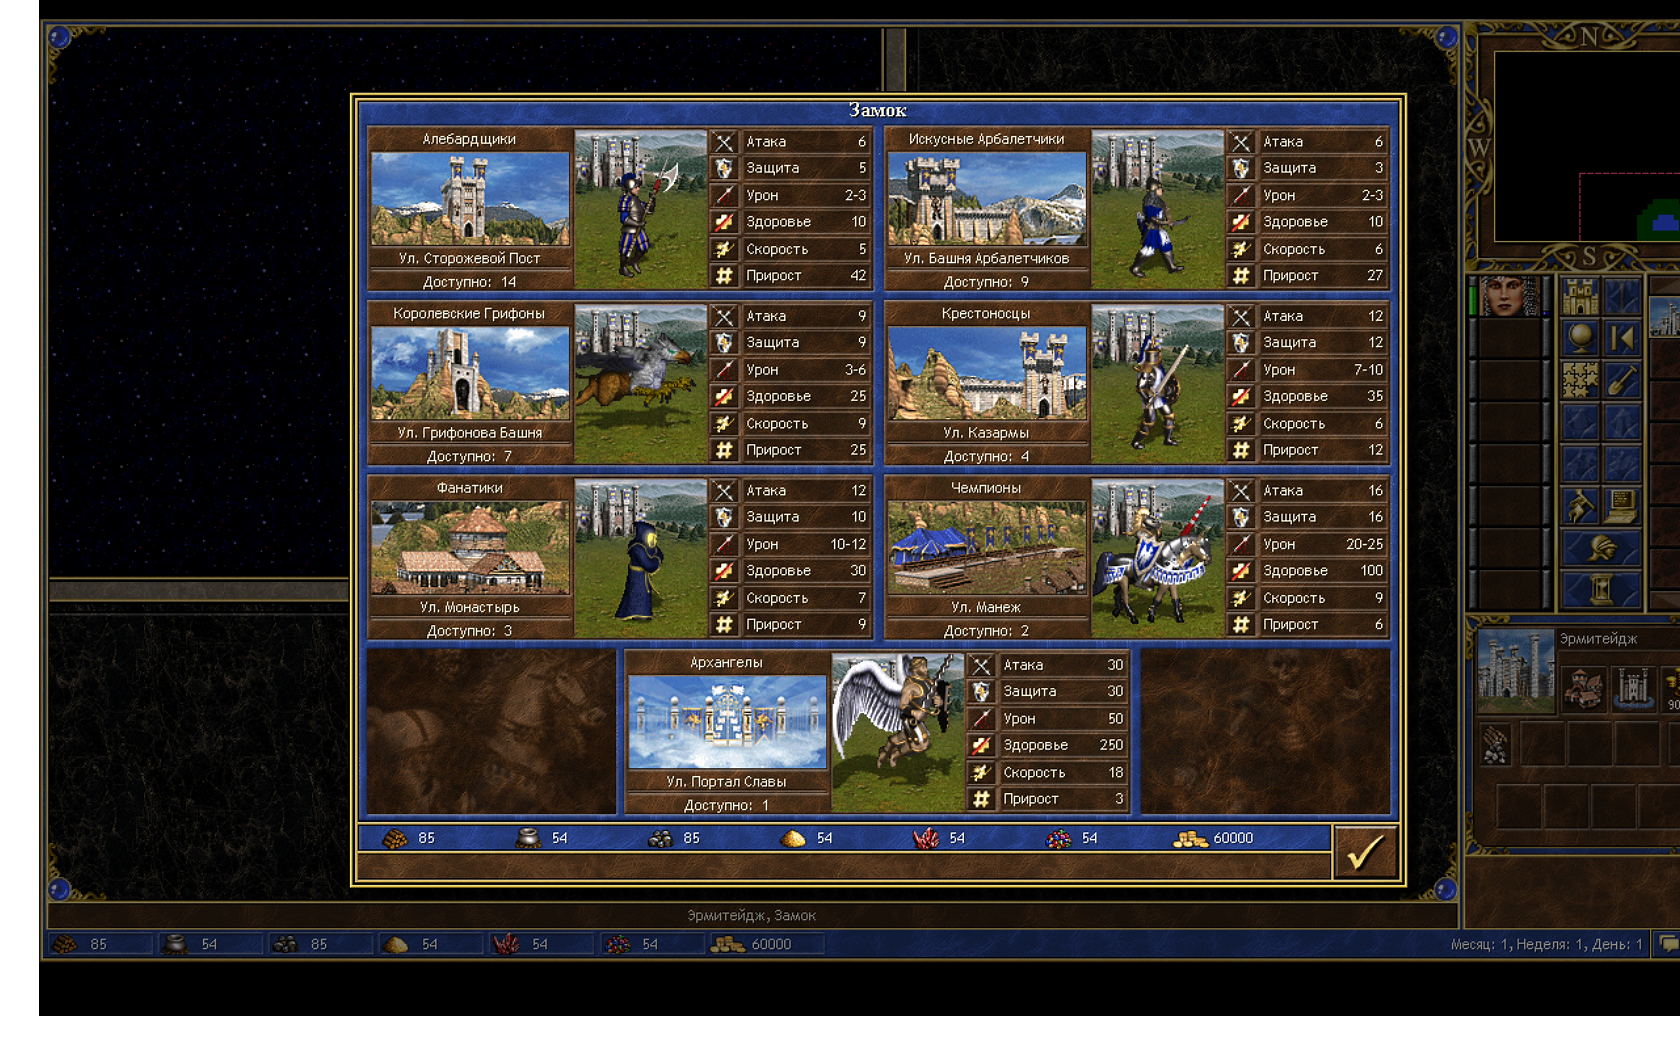 N
Замок
Алебардщики
Атака 6
Защита 5
Урон 2-3
Здоровье 10
Скорость 5
Прирост 42
Ул. Сторожевой Пост
Доступно: 14
Искусные Арбалетчики
Атака 6
Защита 3
Урон 2-3
Здоровье 10
Скорость 6
Прирост 27
Ул. Башня Арбалетчиков
Доступно: 9
W
S
Королевские Грифоны
Атака 9
Защита 9
Урон 3-6
Здоровье 25
Скорость 9
Прирост 25
Ул. Грифонова Башня
Доступно: 7
Крестоносцы
Атака 12
Защита 12
Урон 7-10
Здоровье 35
Скорость 6
Прирост 12
Ул. Казармы
Доступно: 4
Фанатики
Атака 12
Защита 10
Урон 10-12
Здоровье 30
Скорость 7
Прирост 9
Ул. Монастырь
Доступно: 3
Чемпионы
Атака 16
Защита 16
Урон 20-25
Здоровье 100
Скорость 9
Прирост 6
Ул. Манеж
Доступно: 2
Эрмитейдж
Архангелы
Атака 30
Защита 30
Урон 50
Здоровье 250
Скорость 18
Прирост 3
Ул. Портал Славы
Доступно: 1
85 54 85 54 54 54 60000
Эрмитейдж, Замок
85 54 85 54 54 54 60000
Месяц: 1, Неделя: 1, День: 1